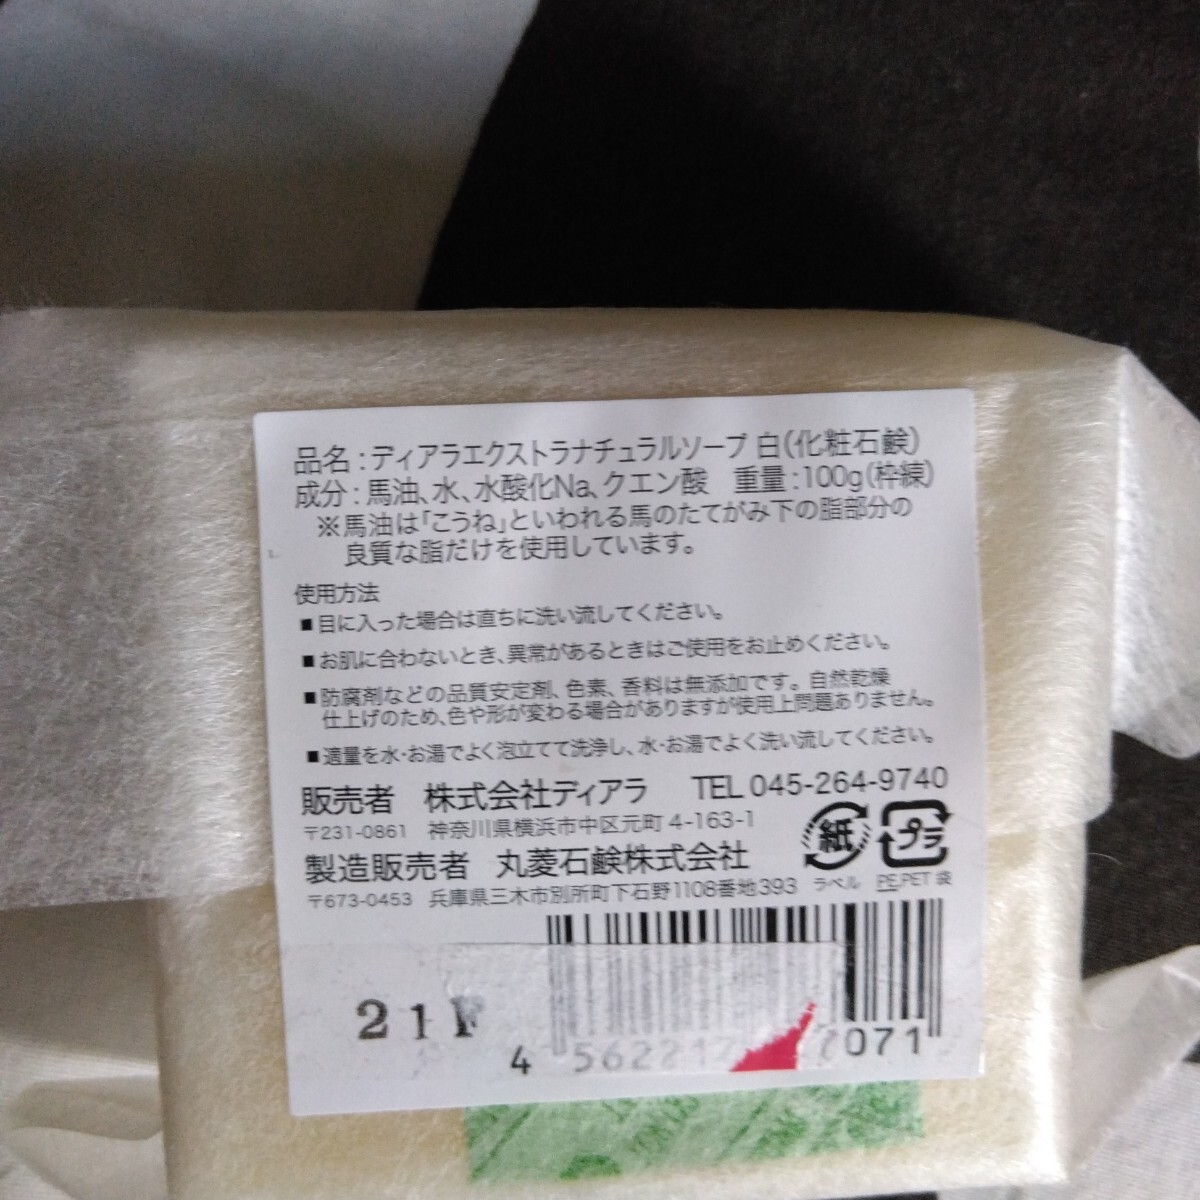 品名：ディアラエクストラナチュラルソープ 白（化粧石鹸）
成分：馬油、水、水酸化Na、クエン酸　重量：100g（枠練）
※馬油は「こうね」といわれる馬のたてがみ下の脂部分の
良質な脂だけを使用しています。
使用方法
■目に入った場合は直ちに洗い流してください。
■お肌に合わないとき、異常があるときはご使用をお止めください。
■防腐剤などの品質安定剤、色素、香料は無添加です。自然乾燥
仕上げのため、色や形が変わる場合がありますが使用上問題ありません。
■適量を水・お湯でよく泡立てて洗浄し、水・お湯でよく洗い流してください。
販売者　株式会社ディアラ　TEL 045-264-9740
〒231-0861　神奈川県横浜市中区元町 4-163-1
製造販売者　丸菱石鹸株式会社
〒673-0453　兵庫県三木市別所町下石野1108番地393
紙 プラ
ラベル PE,PET 袋
21F
4 562212 071